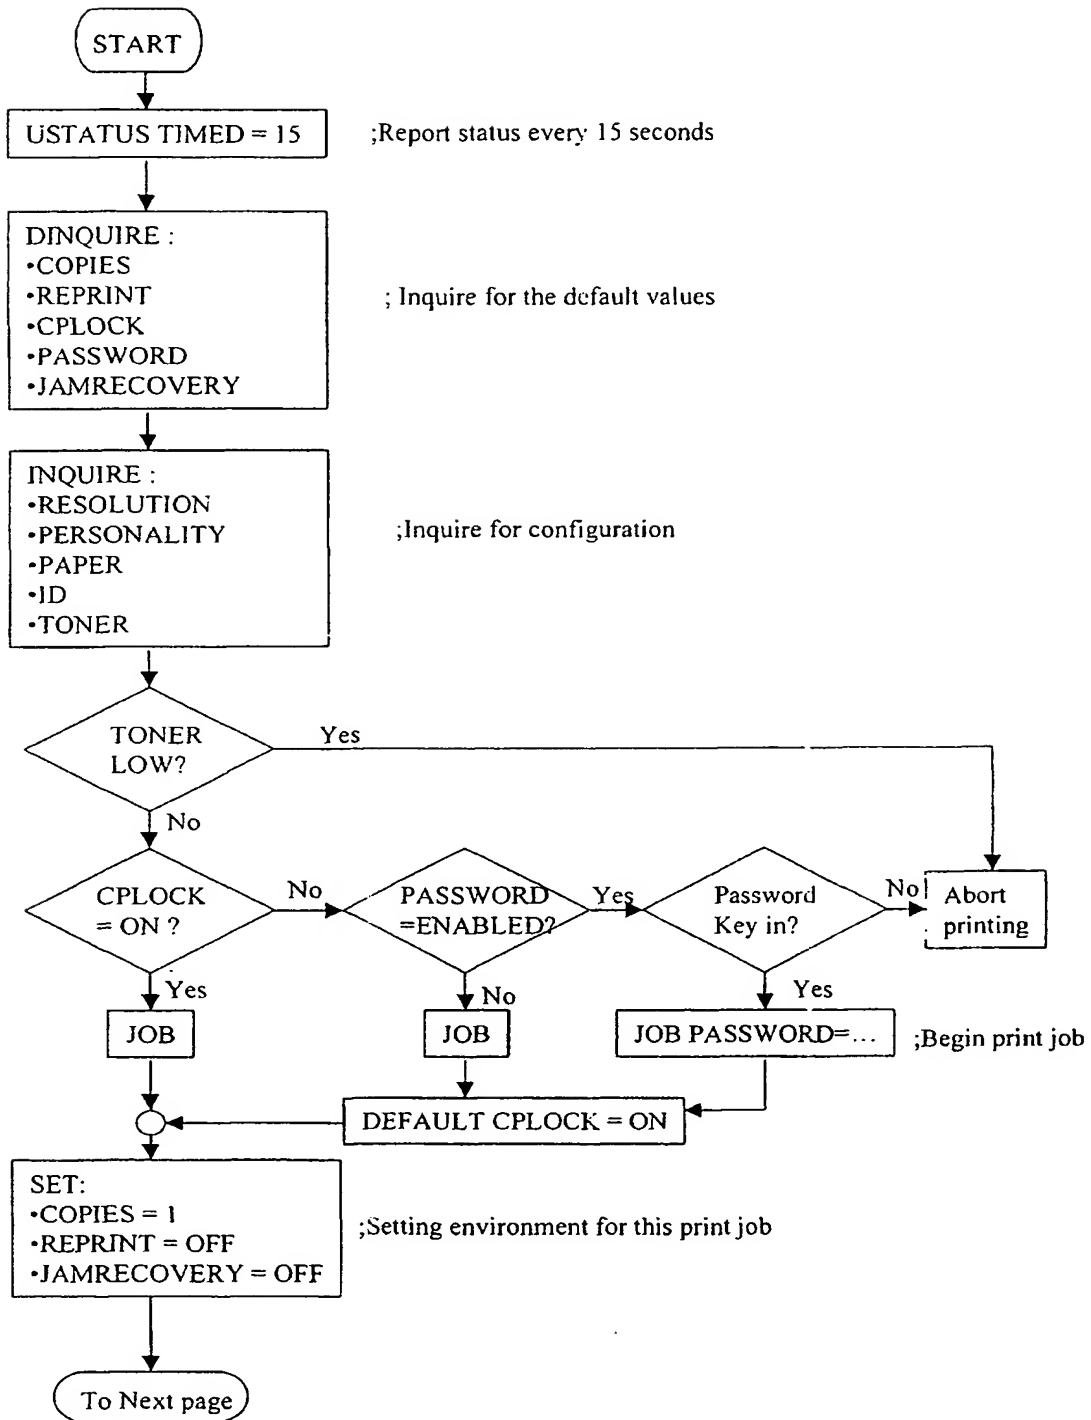 START
USTATUS TIMED = 15
;Report status every 15 seconds
DINQUIRE :
•COPIES
•REPRINT
•CPLOCK
•PASSWORD
•JAMRECOVERY
; Inquire for the default values
INQUIRE :
•RESOLUTION
•PERSONALITY
•PAPER
•ID
•TONER
;Inquire for configuration
TONER
LOW?
Yes
No
CPLOCK
= ON ?
No
PASSWORD
=ENABLED?
Yes
Password
Key in?
No
Abort
printing
Yes
No
Yes
JOB
JOB
JOB PASSWORD=...
;Begin print job
DEFAULT CPLOCK = ON
SET:
•COPIES = 1
•REPRINT = OFF
•JAMRECOVERY = OFF
;Setting environment for this print job
To Next page